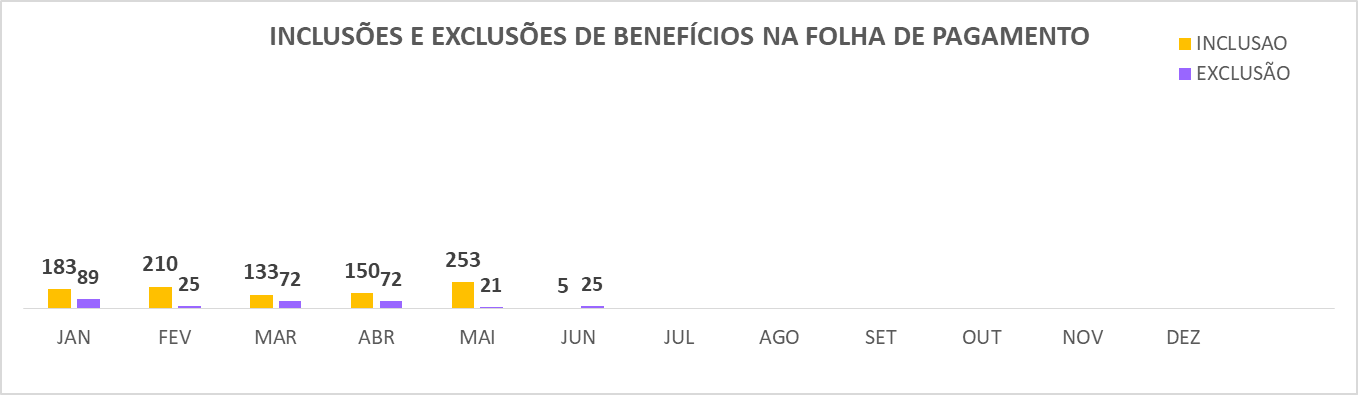 INCLUSÕES E EXCLUSÕES DE BENEFÍCIOS NA FOLHA DE PAGAMENTO
INCLUSAO
EXCLUSÃO
183 89 210 25 133 72 150 72 253 21 5 25
JAN FEV MAR ABR MAI JUN JUL AGO SET OUT NOV DEZ